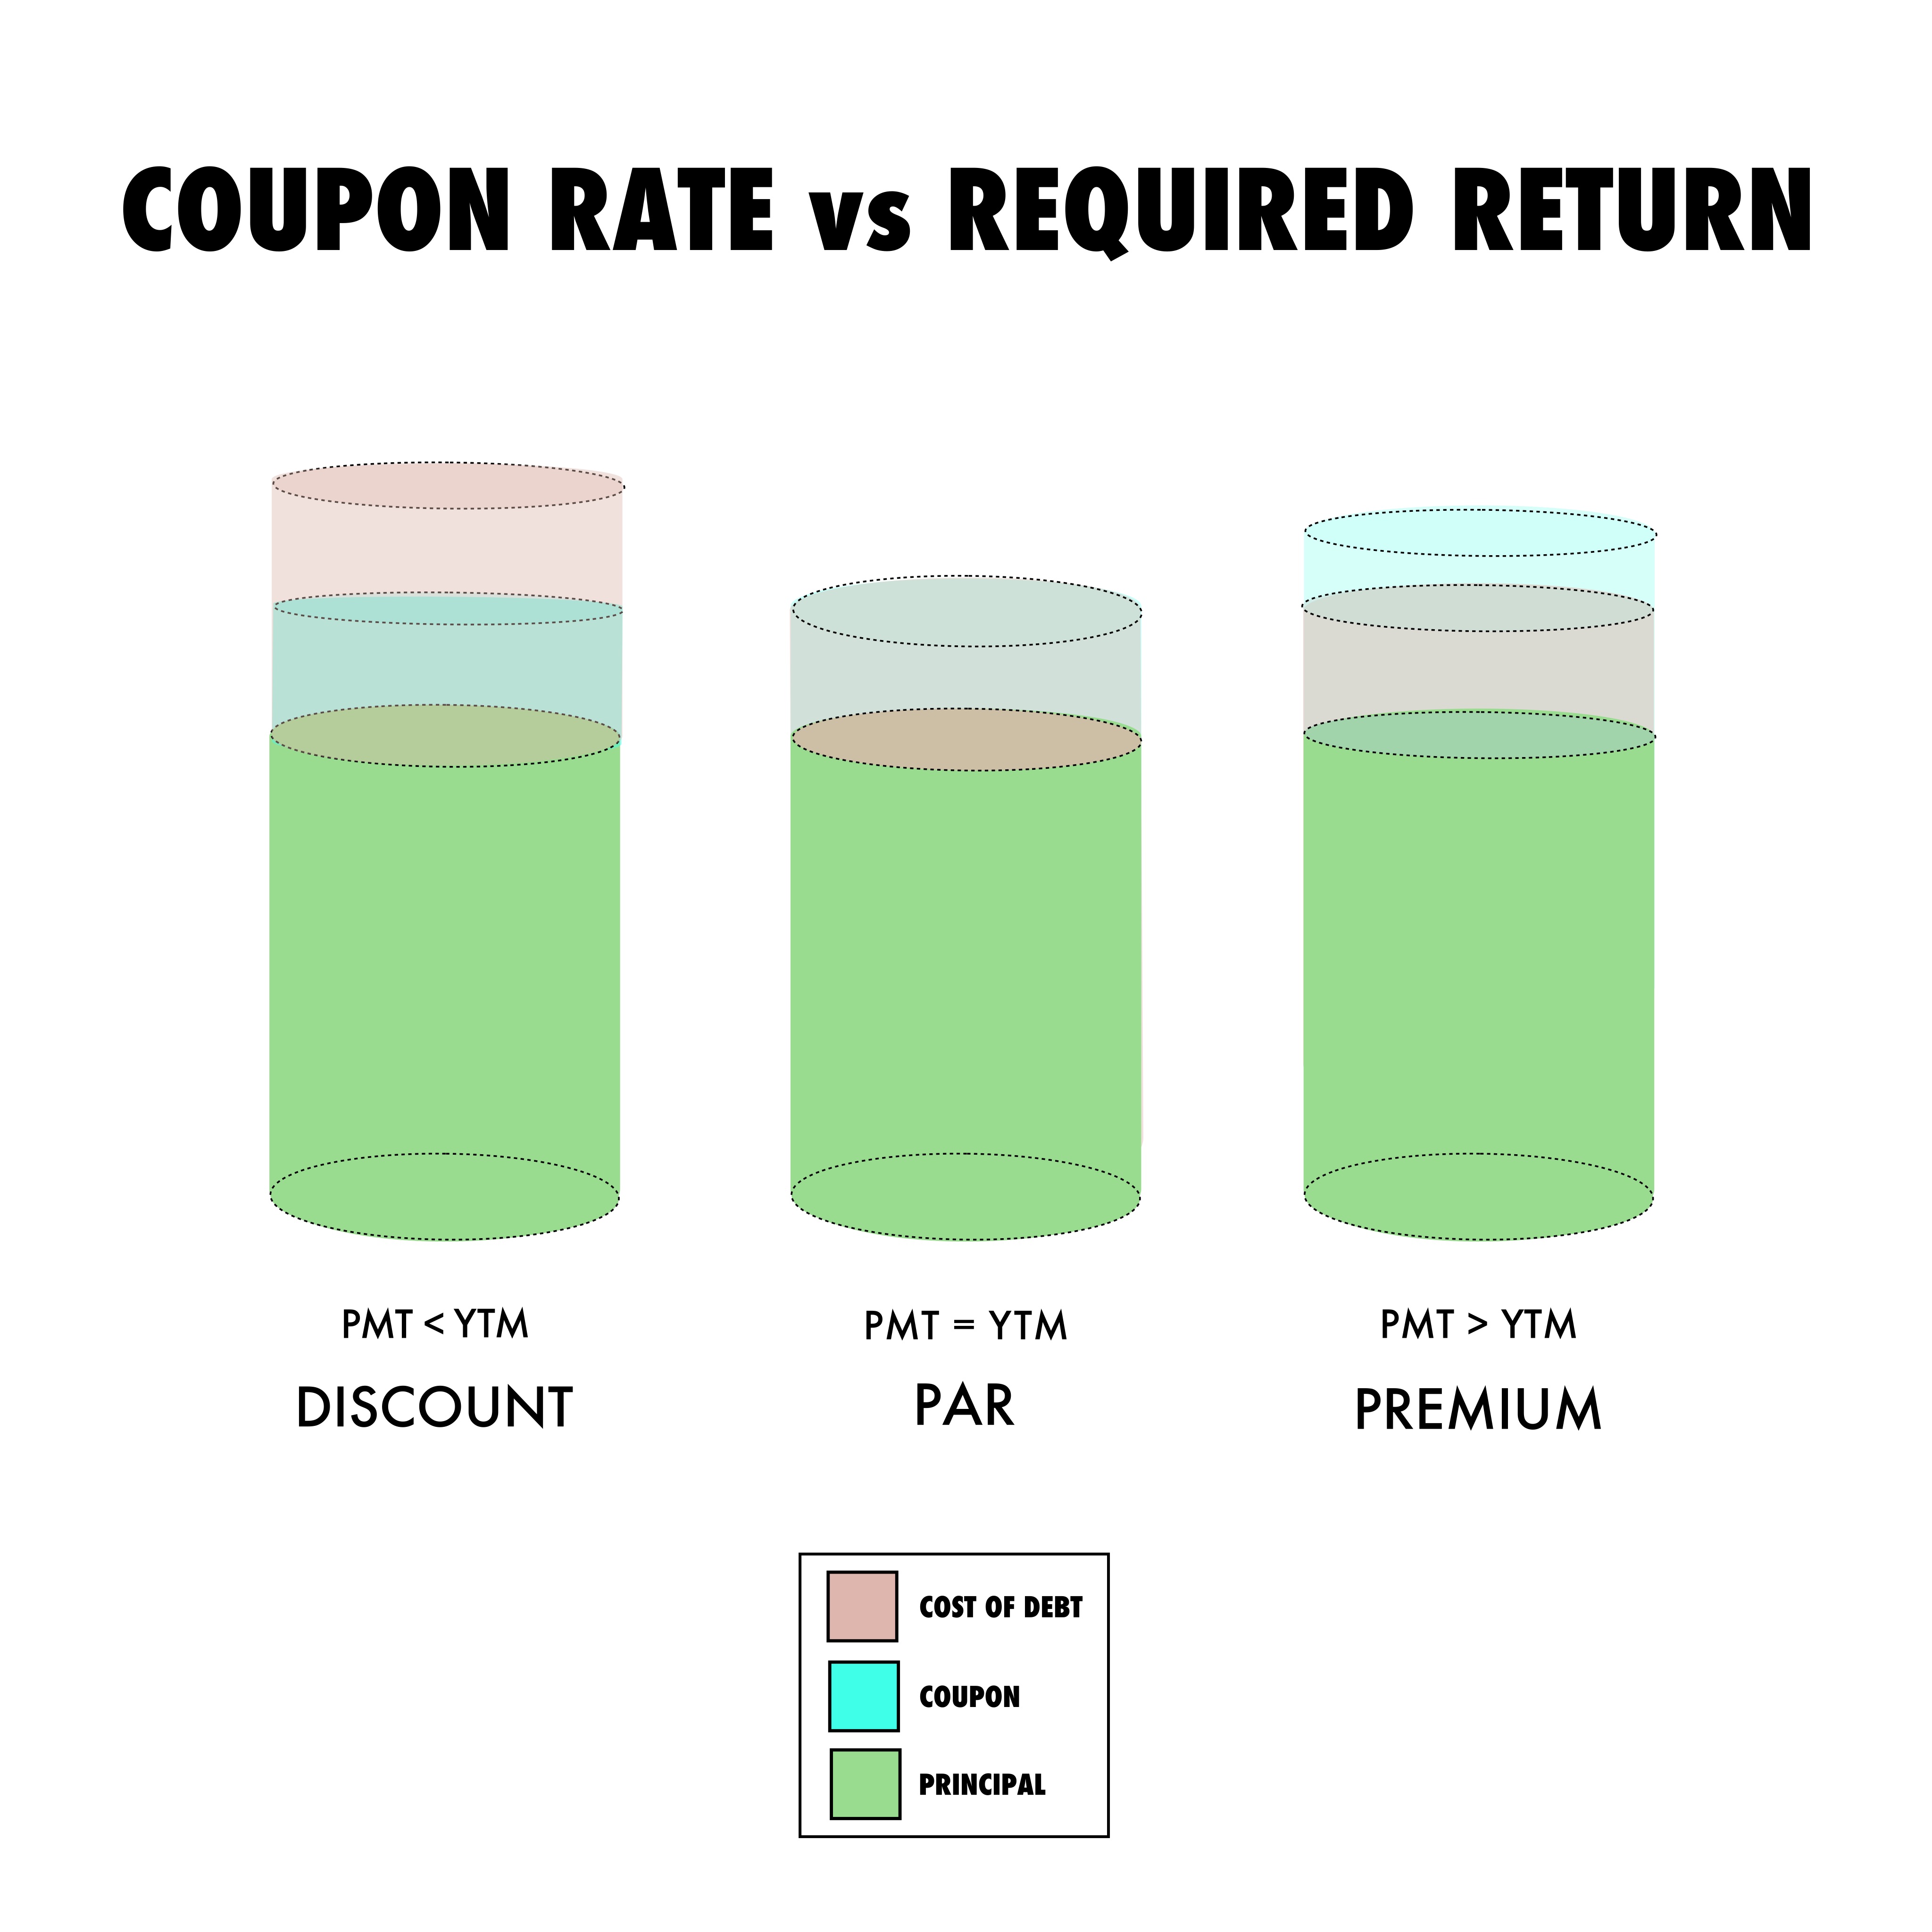 COUPON RATE vs REQUIRED RETURN
PMT < YTM
PMT = YTM
PMT > YTM
DISCOUNT
PAR
PREMIUM
COST OF DEBT
COUPON
PRINCIPAL